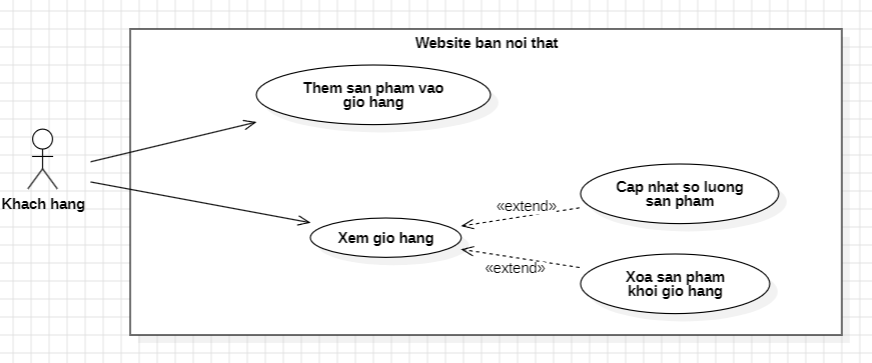 Website ban noi that
Them san pham vao
gio hang
Khach hang
Cap nhat so luong
san pham
«extend»
Xem gio hang
«extend»
Xoa san pham
khoi gio hang